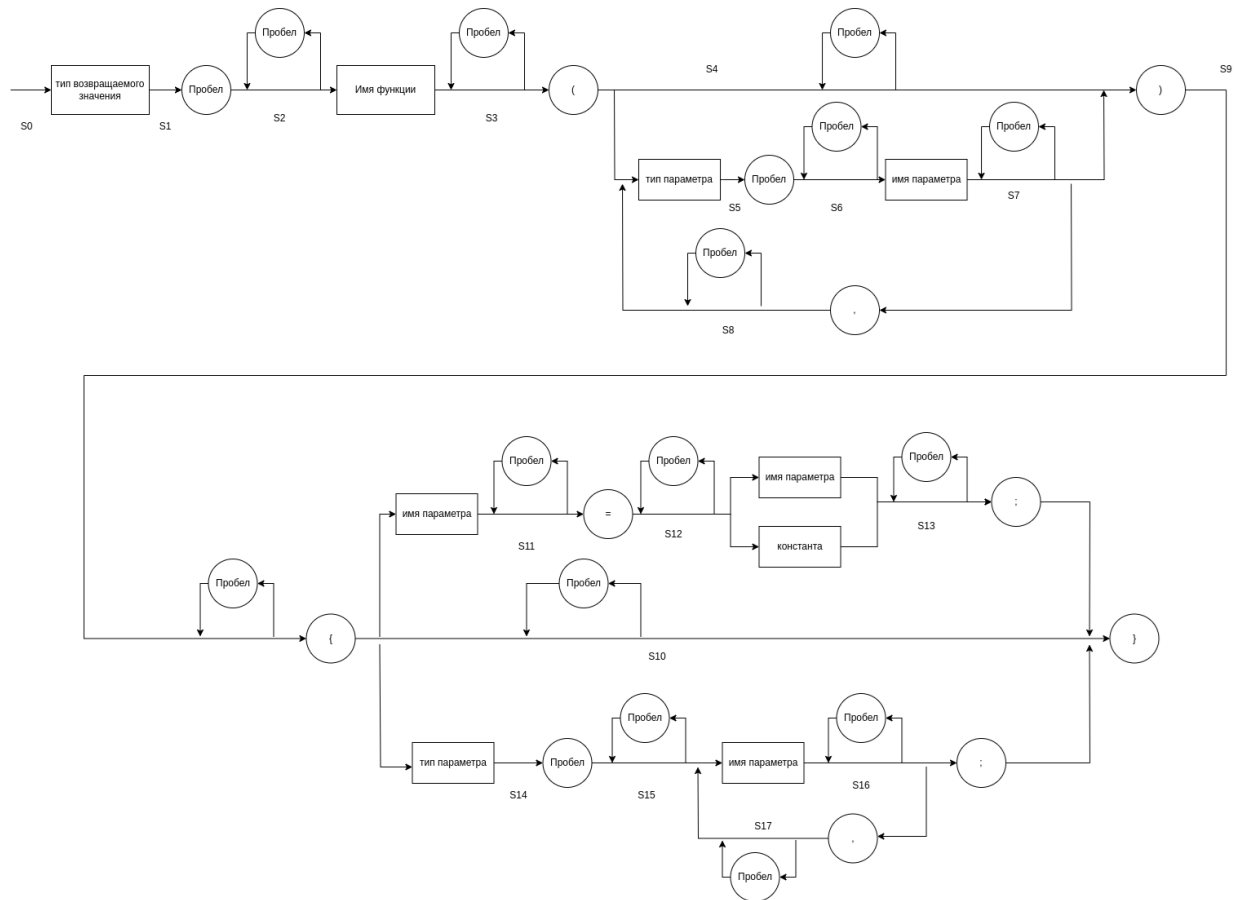 Пробел
Пробел
Пробел
S4
S9
тип возвращаемого
значения
Пробел
Имя функции
(
)
S0
S1
S2
S3
Пробел
Пробел
тип параметра
Пробел
имя параметра
S5
S6
S7
Пробел
,
S8
Пробел
Пробел
Пробел
имя параметра
имя параметра
=
;
S11
S12
S13
константа
Пробел
Пробел
{
}
S10
Пробел
Пробел
тип параметра
Пробел
имя параметра
;
S14
S15
S16
S17
,
Пробел